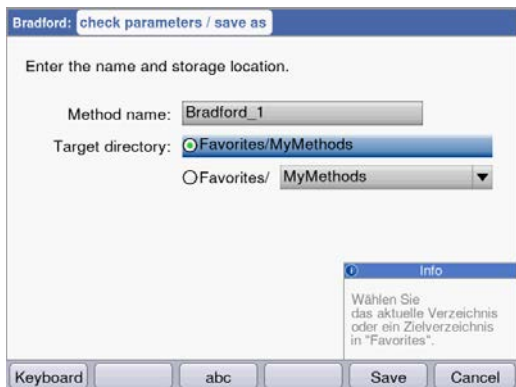 Bradford: check parameters / save as
Enter the name and storage location.
Method name: Bradford_1
Target directory: Favorites/MyMethods
Favorites/ MyMethods
Info
Wählen Sie
das aktuelle Verzeichnis
oder ein Zielverzeichnis
in "Favorites".
Keyboard abc Save Cancel